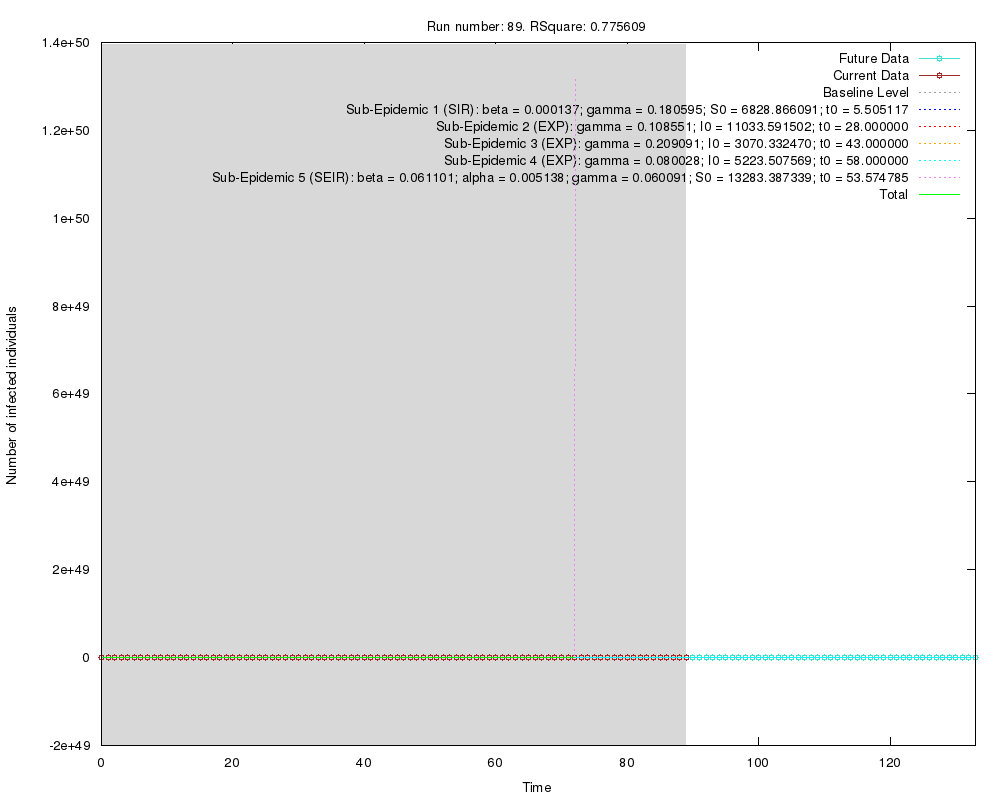 Run number: 89. RSquare: 0.775609
1.4e+50
1.2e+50
1e+50
8e+49
6e+49
4e+49
2e+49
0
-2e+49
Number of infected individuals
Future Data
Current Data
Baseline Level
Sub-Epidemic 1 (SIR): beta = 0.000137; gamma = 0.180595; S0 = 6828.866091; t0 = 5.505117
Sub-Epidemic 2 (EXP): gamma = 0.108551; I0 = 11033.591502; t0 = 28.000000
Sub-Epidemic 3 (EXP): gamma = 0.209091; I0 = 3070.332470; t0 = 43.000000
Sub-Epidemic 4 (EXP): gamma = 0.080028; I0 = 5223.507569; t0 = 58.000000
Sub-Epidemic 5 (SEIR): beta = 0.061101; alpha = 0.005138; gamma = 0.060091; S0 = 13283.387339; t0 = 53.574785
Total
0 20 40 60 80 100 120
Time